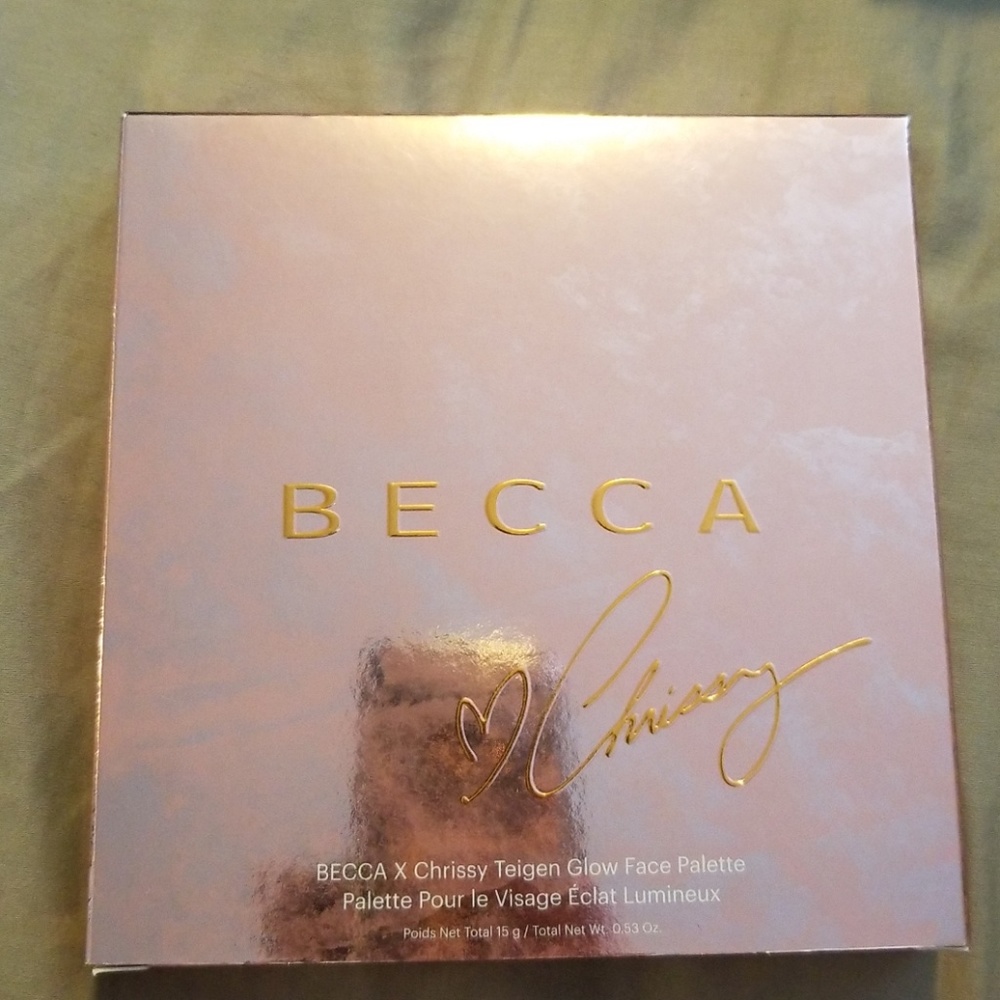 BECCA
Chrissy
BECCA X Chrissy Teigen Glow Face Palette
Palette Pour le Visage Éclat Lumineux
Poids Net Total 15 g / Total Net Wt. 0.53 Oz.